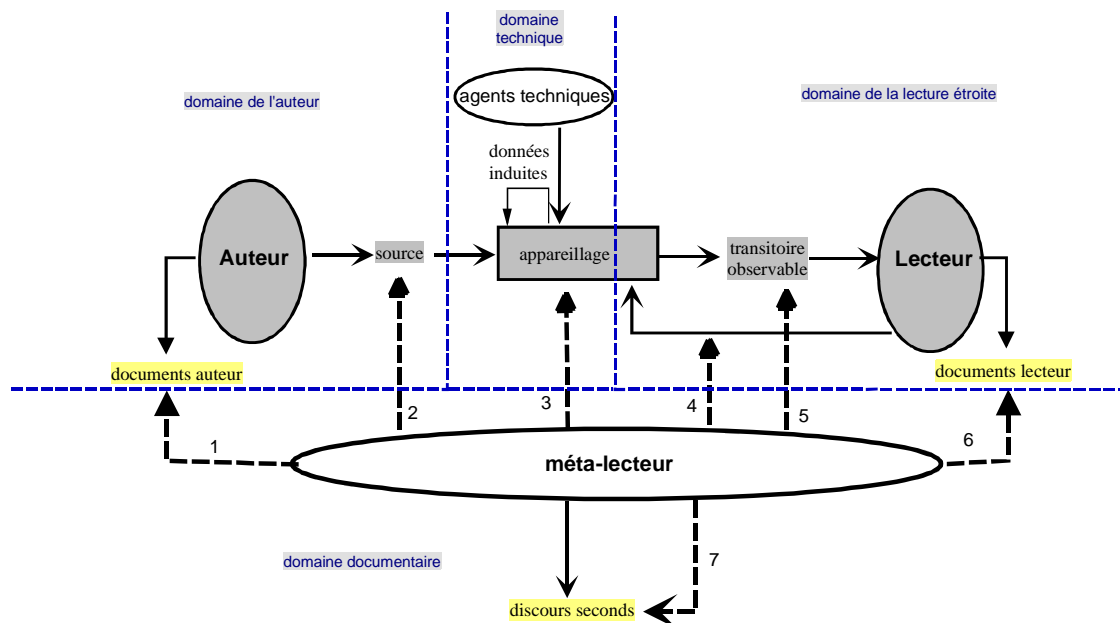 domaine
technique
domaine de l'auteur
agents techniques
domaine de la lecture étroite
données
induites
Auteur
source
appareillage
transitoire
observable
Lecteur
documents auteur
documents lecteur
1
2
3
4
5
6
méta-lecteur
domaine documentaire
7
discours seconds